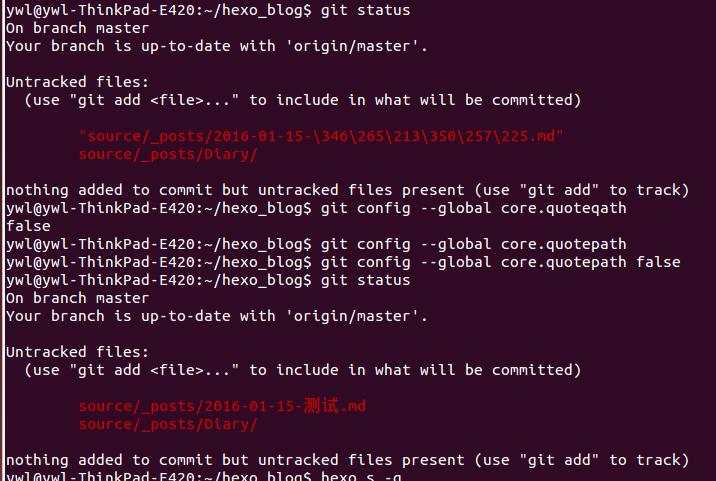 ywl@ywl-ThinkPad-E420:~/hexo_blog$ git status
On branch master
Your branch is up-to-date with 'origin/master'.
Untracked files:
  (use "git add <file>..." to include in what will be committed)
        "source/_posts/2016-01-15-\346\265\213\350\257\225.md"
        source/_posts/Diary/
nothing added to commit but untracked files present (use "git add" to track)
ywl@ywl-ThinkPad-E420:~/hexo_blog$ git config --global core.quoteqath
false
ywl@ywl-ThinkPad-E420:~/hexo_blog$ git config --global core.quotepath
ywl@ywl-ThinkPad-E420:~/hexo_blog$ git config --global core.quotepath false
ywl@ywl-ThinkPad-E420:~/hexo_blog$ git status
On branch master
Your branch is up-to-date with 'origin/master'.
Untracked files:
  (use "git add <file>..." to include in what will be committed)
        source/_posts/2016-01-15-测试.md
        source/_posts/Diary/
nothing added to commit but untracked files present (use "git add" to track)
ywl@ywl-ThinkPad-E420:~/hexo_blog$ hexo s -g